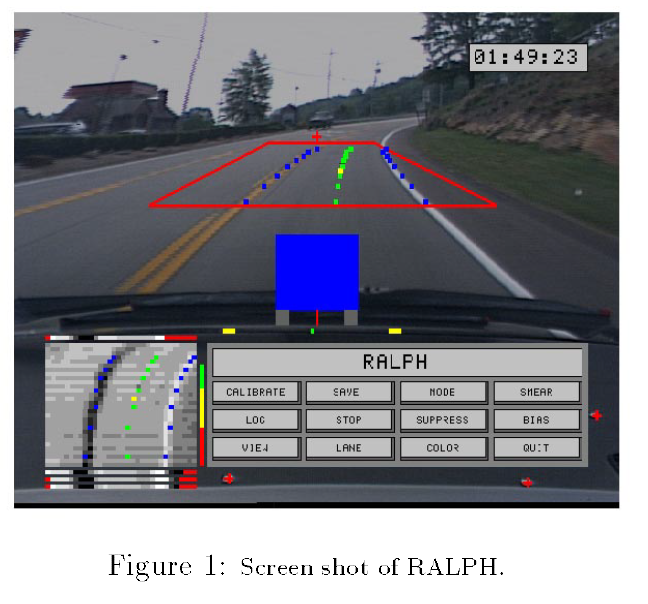 01:49:23
RALPH
CALIBRATE SAVE MODE SMEAR
LOG STOP SUPPRESS BIAS
VIEW LANE COLOR QUIT
Figure 1: Screen shot of RALPH.